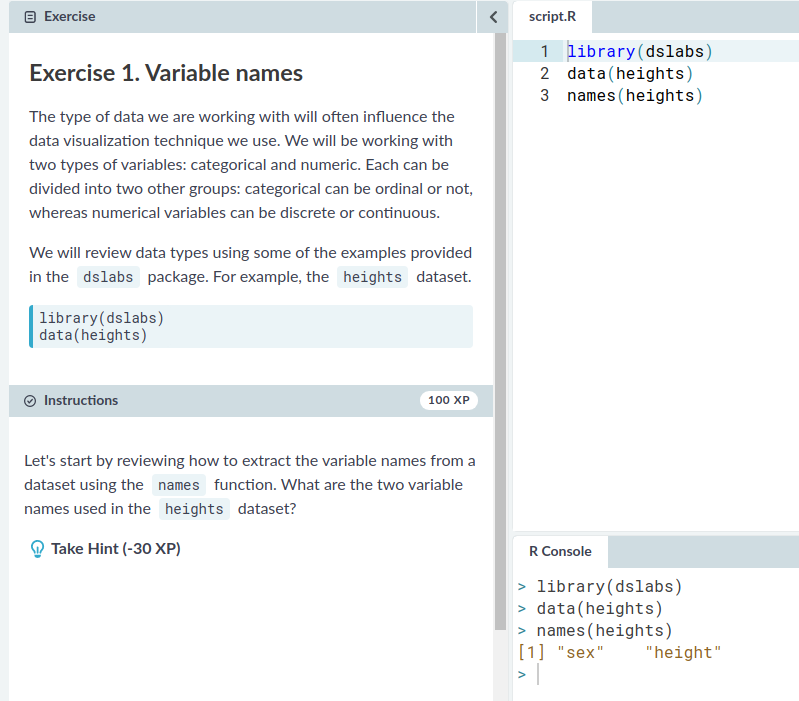 Exercise
Exercise 1. Variable names
The type of data we are working with will often influence the
data visualization technique we use. We will be working with
two types of variables: categorical and numeric. Each can be
divided into two other groups: categorical can be ordinal or not,
whereas numerical variables can be discrete or continuous.
We will review data types using some of the examples provided
in the dslabs package. For example, the heights dataset.
library(dslabs)
data(heights)
Instructions
100 XP
Let's start by reviewing how to extract the variable names from a
dataset using the names function. What are the two variable
names used in the heights dataset?
Take Hint (-30 XP)
script.R
1 library(dslabs)
2 data(heights)
3 names(heights)
R Console
> library(dslabs)
> data(heights)
> names(heights)
[1] "sex"    "height"
>